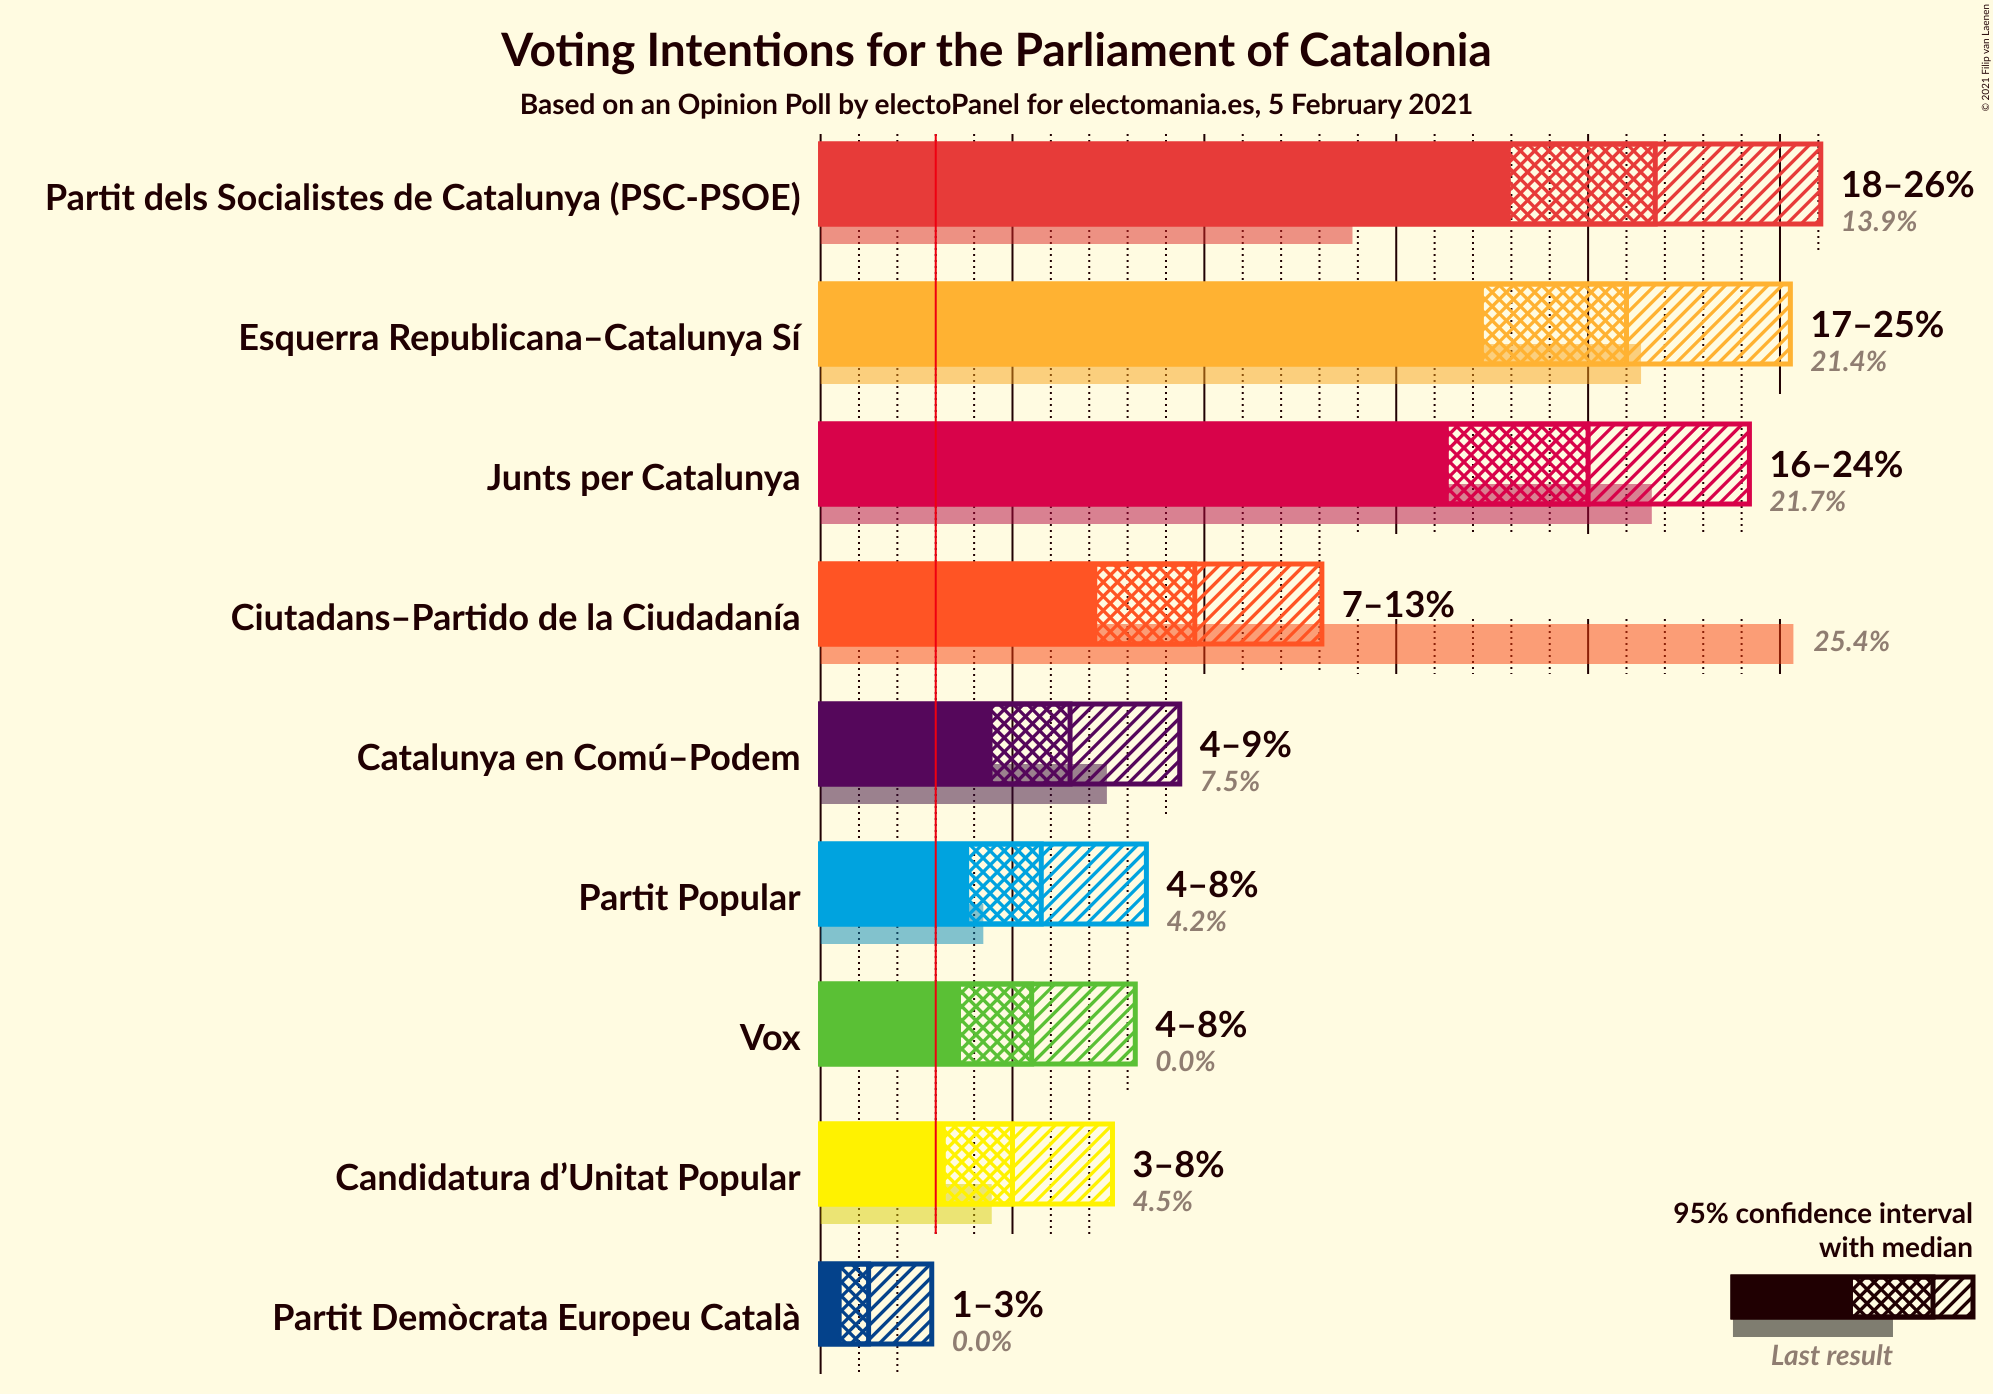 Voting Intentions for the Parliament of Catalonia
Based on an Opinion Poll by electoPanel for electomania.es, 5 February 2021
© 2021 Filip van Laenen
Partit dels Socialistes de Catalunya (PSC-PSOE)
18–26%
13.9%
Esquerra Republicana–Catalunya Sí
17–25%
21.4%
Junts per Catalunya
16–24%
21.7%
Ciutadans–Partido de la Ciudadanía
7–13%
25.4%
Catalunya en Comú–Podem
4–9%
7.5%
Partit Popular
4–8%
4.2%
Vox
4–8%
0.0%
Candidatura d’Unitat Popular
3–8%
4.5%
Partit Demòcrata Europeu Català
1–3%
0.0%
95% confidence interval
with median
Last result